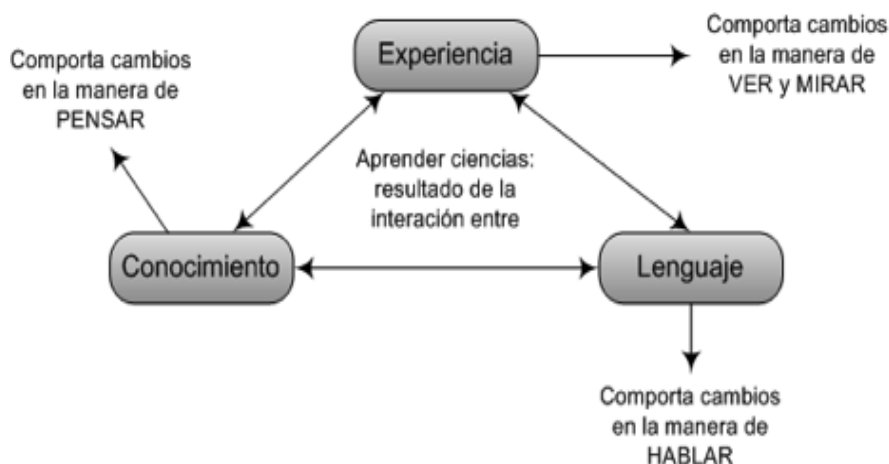 Experiencia
Comporta cambios
en la manera de
VER y MIRAR
Comporta cambios
en la manera de
PENSAR
Aprender ciencias:
resultado de la
interación entre
Conocimiento
Lenguaje
Comporta cambios
en la manera de
HABLAR